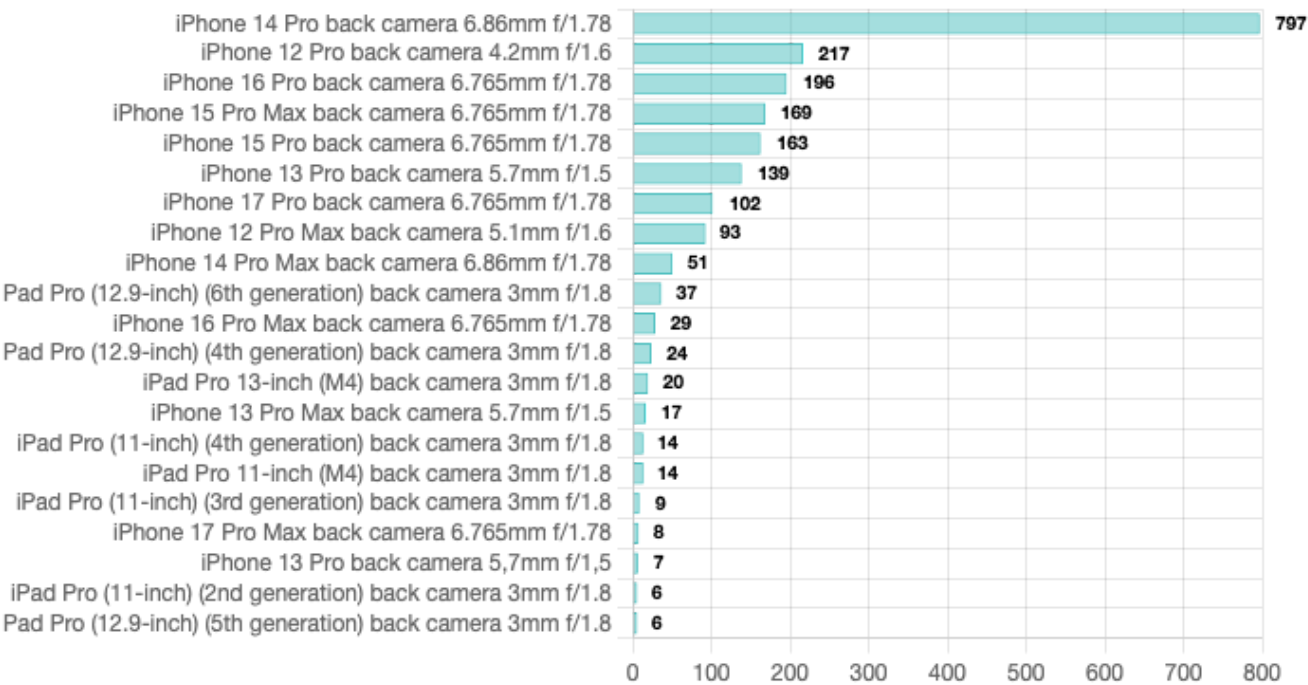 iPhone 14 Pro back camera 6.86mm f/1.78 797
iPhone 12 Pro back camera 4.2mm f/1.6 217
iPhone 16 Pro back camera 6.765mm f/1.78 196
iPhone 15 Pro Max back camera 6.765mm f/1.78 169
iPhone 15 Pro back camera 6.765mm f/1.78 163
iPhone 13 Pro back camera 5.7mm f/1.5 139
iPhone 17 Pro back camera 6.765mm f/1.78 102
iPhone 12 Pro Max back camera 5.1mm f/1.6 93
iPhone 14 Pro Max back camera 6.86mm f/1.78 51
Pad Pro (12.9-inch) (6th generation) back camera 3mm f/1.8 37
iPhone 16 Pro Max back camera 6.765mm f/1.78 29
Pad Pro (12.9-inch) (4th generation) back camera 3mm f/1.8 24
iPad Pro 13-inch (M4) back camera 3mm f/1.8 20
iPhone 13 Pro Max back camera 5.7mm f/1.5 17
iPad Pro (11-inch) (4th generation) back camera 3mm f/1.8 14
iPad Pro 11-inch (M4) back camera 3mm f/1.8 14
iPad Pro (11-inch) (3rd generation) back camera 3mm f/1.8 9
iPhone 17 Pro Max back camera 6.765mm f/1.78 8
iPhone 13 Pro back camera 5,7mm f/1,5 7
iPad Pro (11-inch) (2nd generation) back camera 3mm f/1.8 6
Pad Pro (12.9-inch) (5th generation) back camera 3mm f/1.8 6
0 100 200 300 400 500 600 700 800